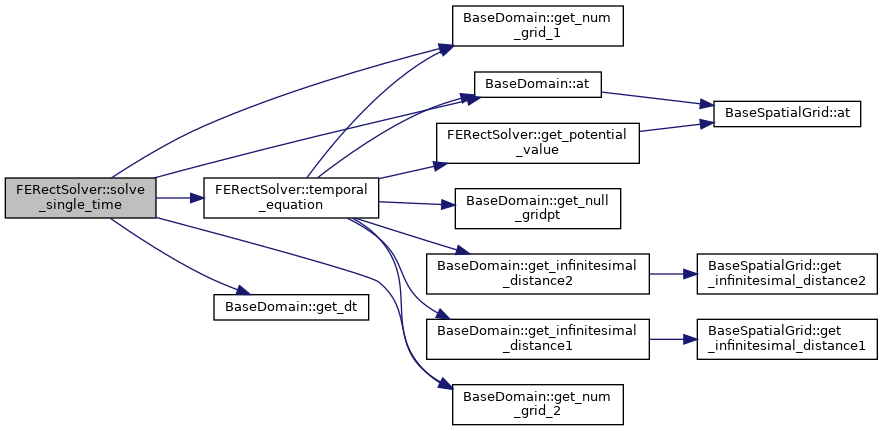 FERectSolver::solve
_single_time
FERectSolver::temporal
_equation
BaseDomain::get_dt
BaseDomain::get_num
_grid_1
BaseDomain::at
FERectSolver::get_potential
_value
BaseDomain::get_null
_gridpt
BaseDomain::get_infinitesimal
_distance2
BaseDomain::get_infinitesimal
_distance1
BaseDomain::get_num
_grid_2
BaseSpatialGrid::at
BaseSpatialGrid::get
_infinitesimal_distance2
BaseSpatialGrid::get
_infinitesimal_distance1